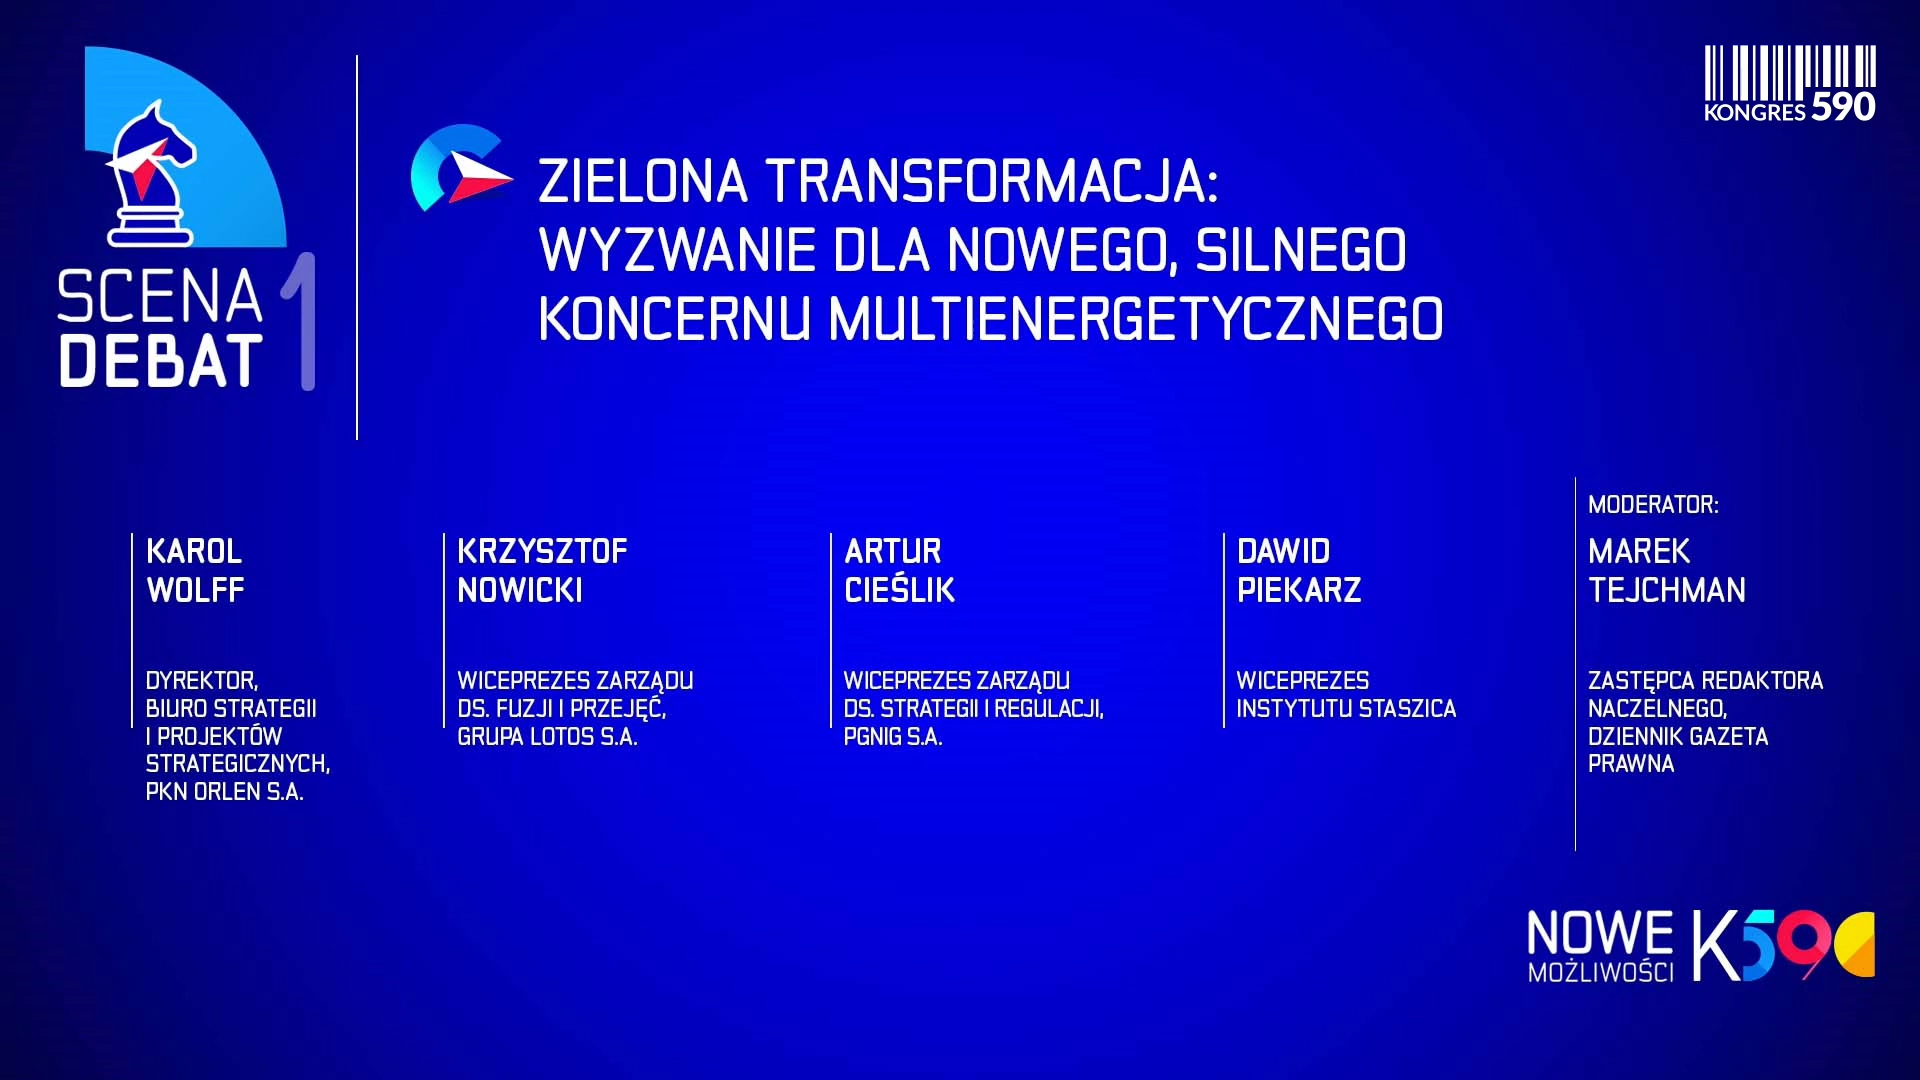 SCENA
DEBAT 1
KONGRES 590
ZIELONA TRANSFORMACJA:
WYZWANIE DLA NOWEGO, SILNEGO
KONCERNU MULTIENERGETYCZNEGO
KAROL
WOLFF
DYREKTOR,
BIURO STRATEGII
I PROJEKTÓW
STRATEGICZNYCH,
PKN ORLEN S.A.
KRZYSZTOF
NOWICKI
WICEPREZES ZARZĄDU
DS. FUZJI I PRZEJĘĆ,
GRUPA LOTOS S.A.
ARTUR
CIEŚLIK
WICEPREZES ZARZĄDU
DS. STRATEGII I REGULACJI,
PGNIG S.A.
DAWID
PIEKARZ
WICEPREZES
INSTYTUTU STASZICA
MODERATOR:
MAREK
TEJCHMAN
ZASTĘPCA REDAKTORA
NACZELNEGO,
DZIENNIK GAZETA
PRAWNA
NOWE
MOŻLIWOŚCI
K590